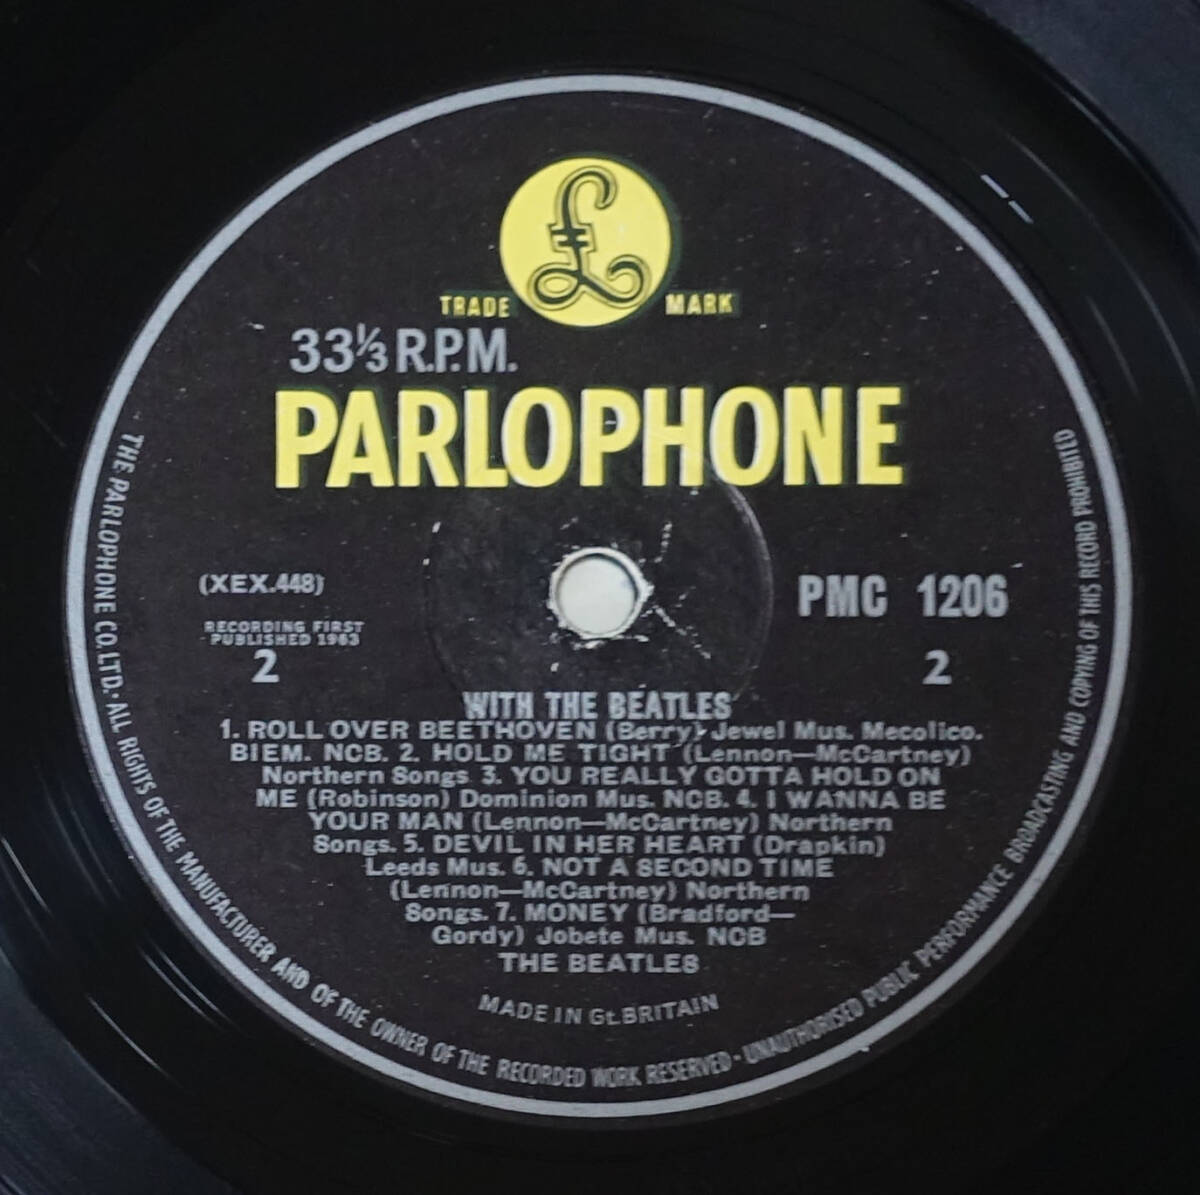 £
TRADE MARK
33⅓ R.P.M.
PARLOPHONE
(XEX.448)
PMC 1206
RECORDING FIRST
PUBLISHED 1963
2
2
WITH THE BEATLES
1. ROLL OVER BEETHOVEN (Berry) Jewel Mus. Mecolico.
BIEM. NCB. 2. HOLD ME TIGHT (Lennon—McCartney)
Northern Songs 3. YOU REALLY GOTTA HOLD ON
ME (Robinson) Dominion Mus. NCB. 4. I WANNA BE
YOUR MAN (Lennon—McCartney) Northern
Songs. 5. DEVIL IN HER HEART (Drapkin)
Leeds Mus. 6. NOT A SECOND TIME
(Lennon—McCartney) Northern
Songs. 7. MONEY (Bradford—
Gordy) Jobete Mus. NCB
THE BEATLES
MADE IN Gt. BRITAIN
THE PARLOPHONE CO. LTD. · ALL RIGHTS OF THE MANUFACTURER AND OF THE OWNER OF THE RECORDED WORK RESERVED · UNAUTHORISED PUBLIC PERFORMANCE BROADCASTING AND COPYING OF THIS RECORD PROHIBITED